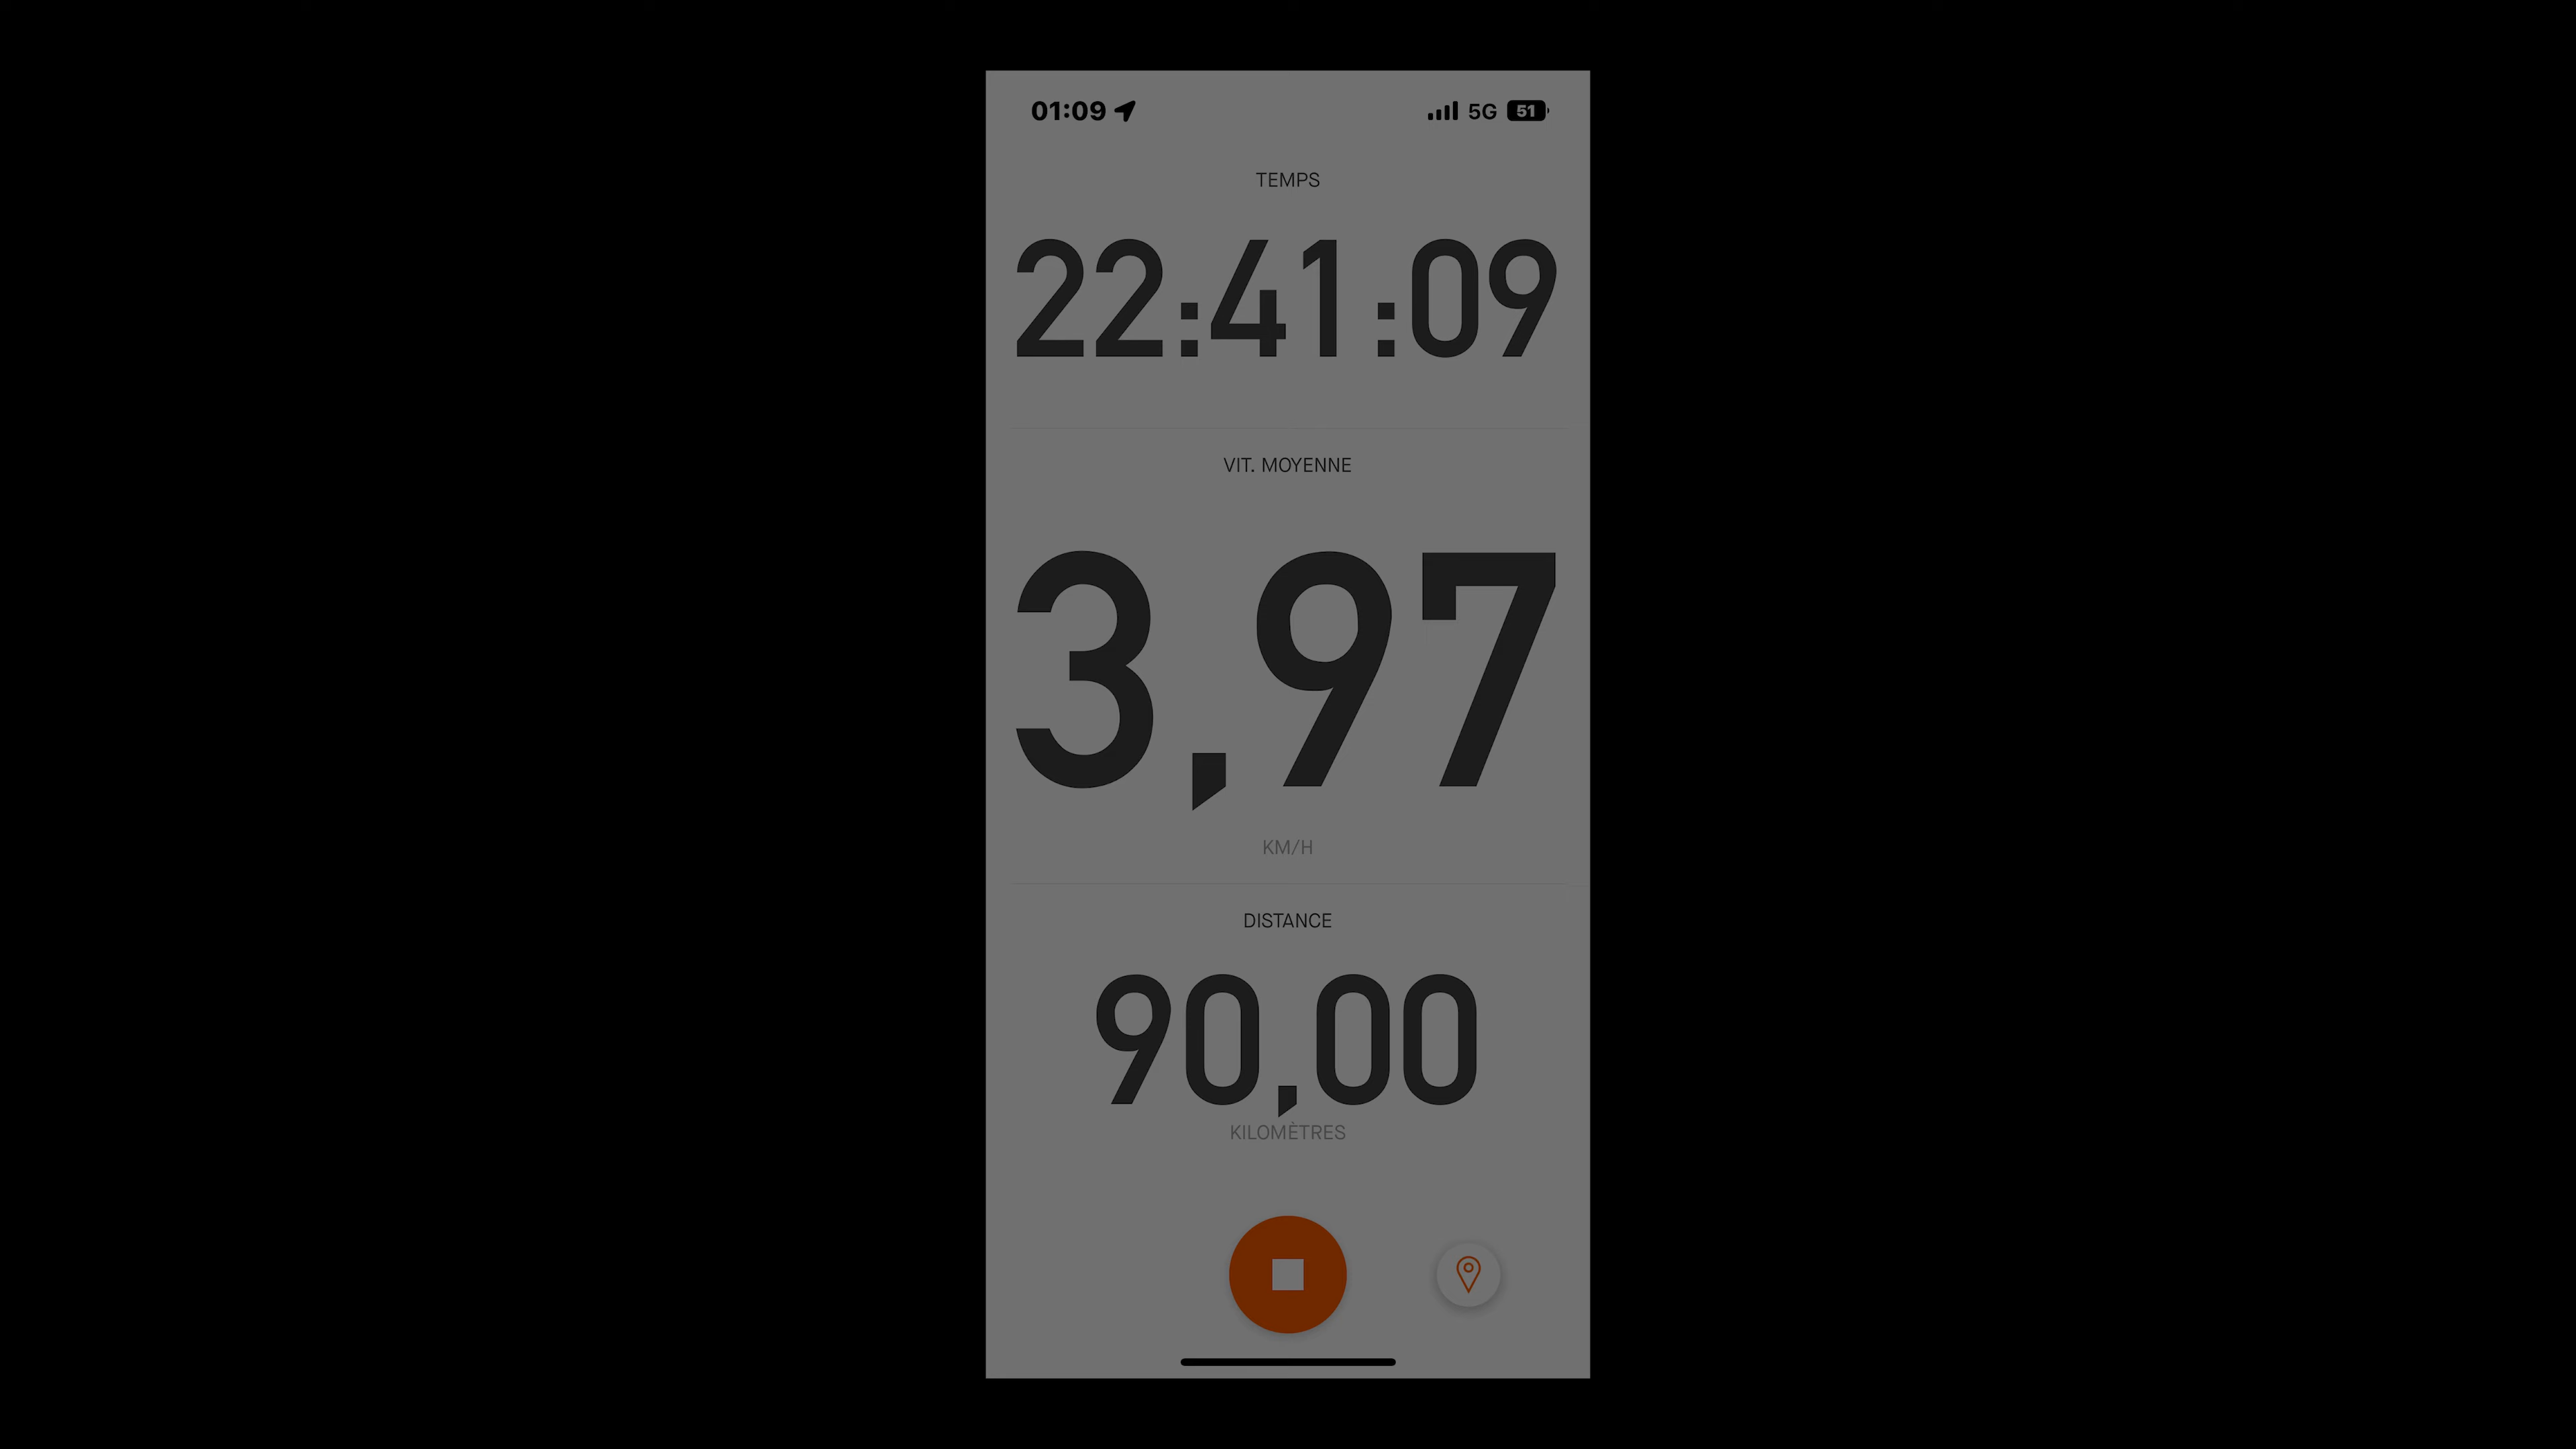 01:09 5G 51
TEMPS
22:41:09
VIT. MOYENNE
3,97
KM/H
DISTANCE
90,00
KILOMÈTRES